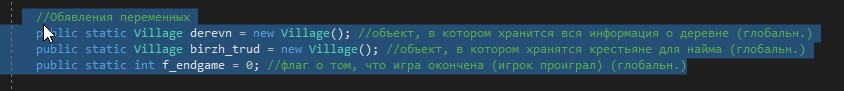 //Обявления переменных
public static Village derevn = new Village(); //объект, в котором хранится вся информация о деревне (глобальн.)
public static Village birzh_trud = new Village(); //объект, в котором хранятся крестьяне для найма (глобальн.)
public static int f_endgame = 0; //флаг о том, что игра окончена (игрок проиграл) (глобальн.)